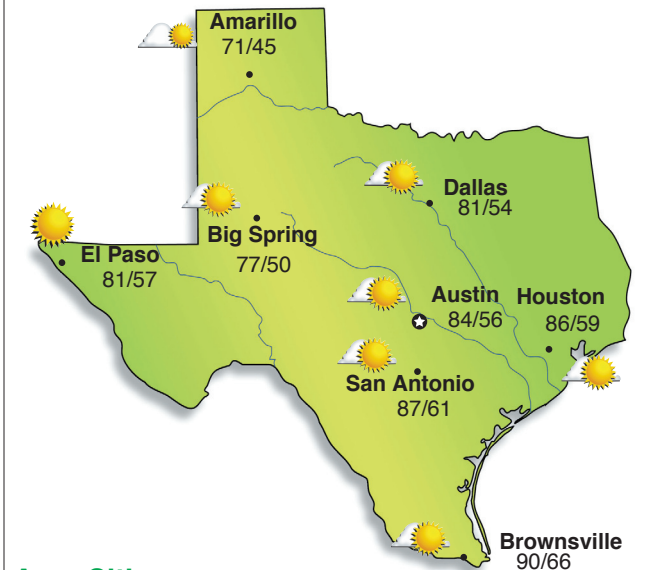 Amarillo
71/45
Dallas
81/54
Big Spring
77/50
El Paso
81/57
Austin
84/56
Houston
86/59
San Antonio
87/61
Brownsville
90/66